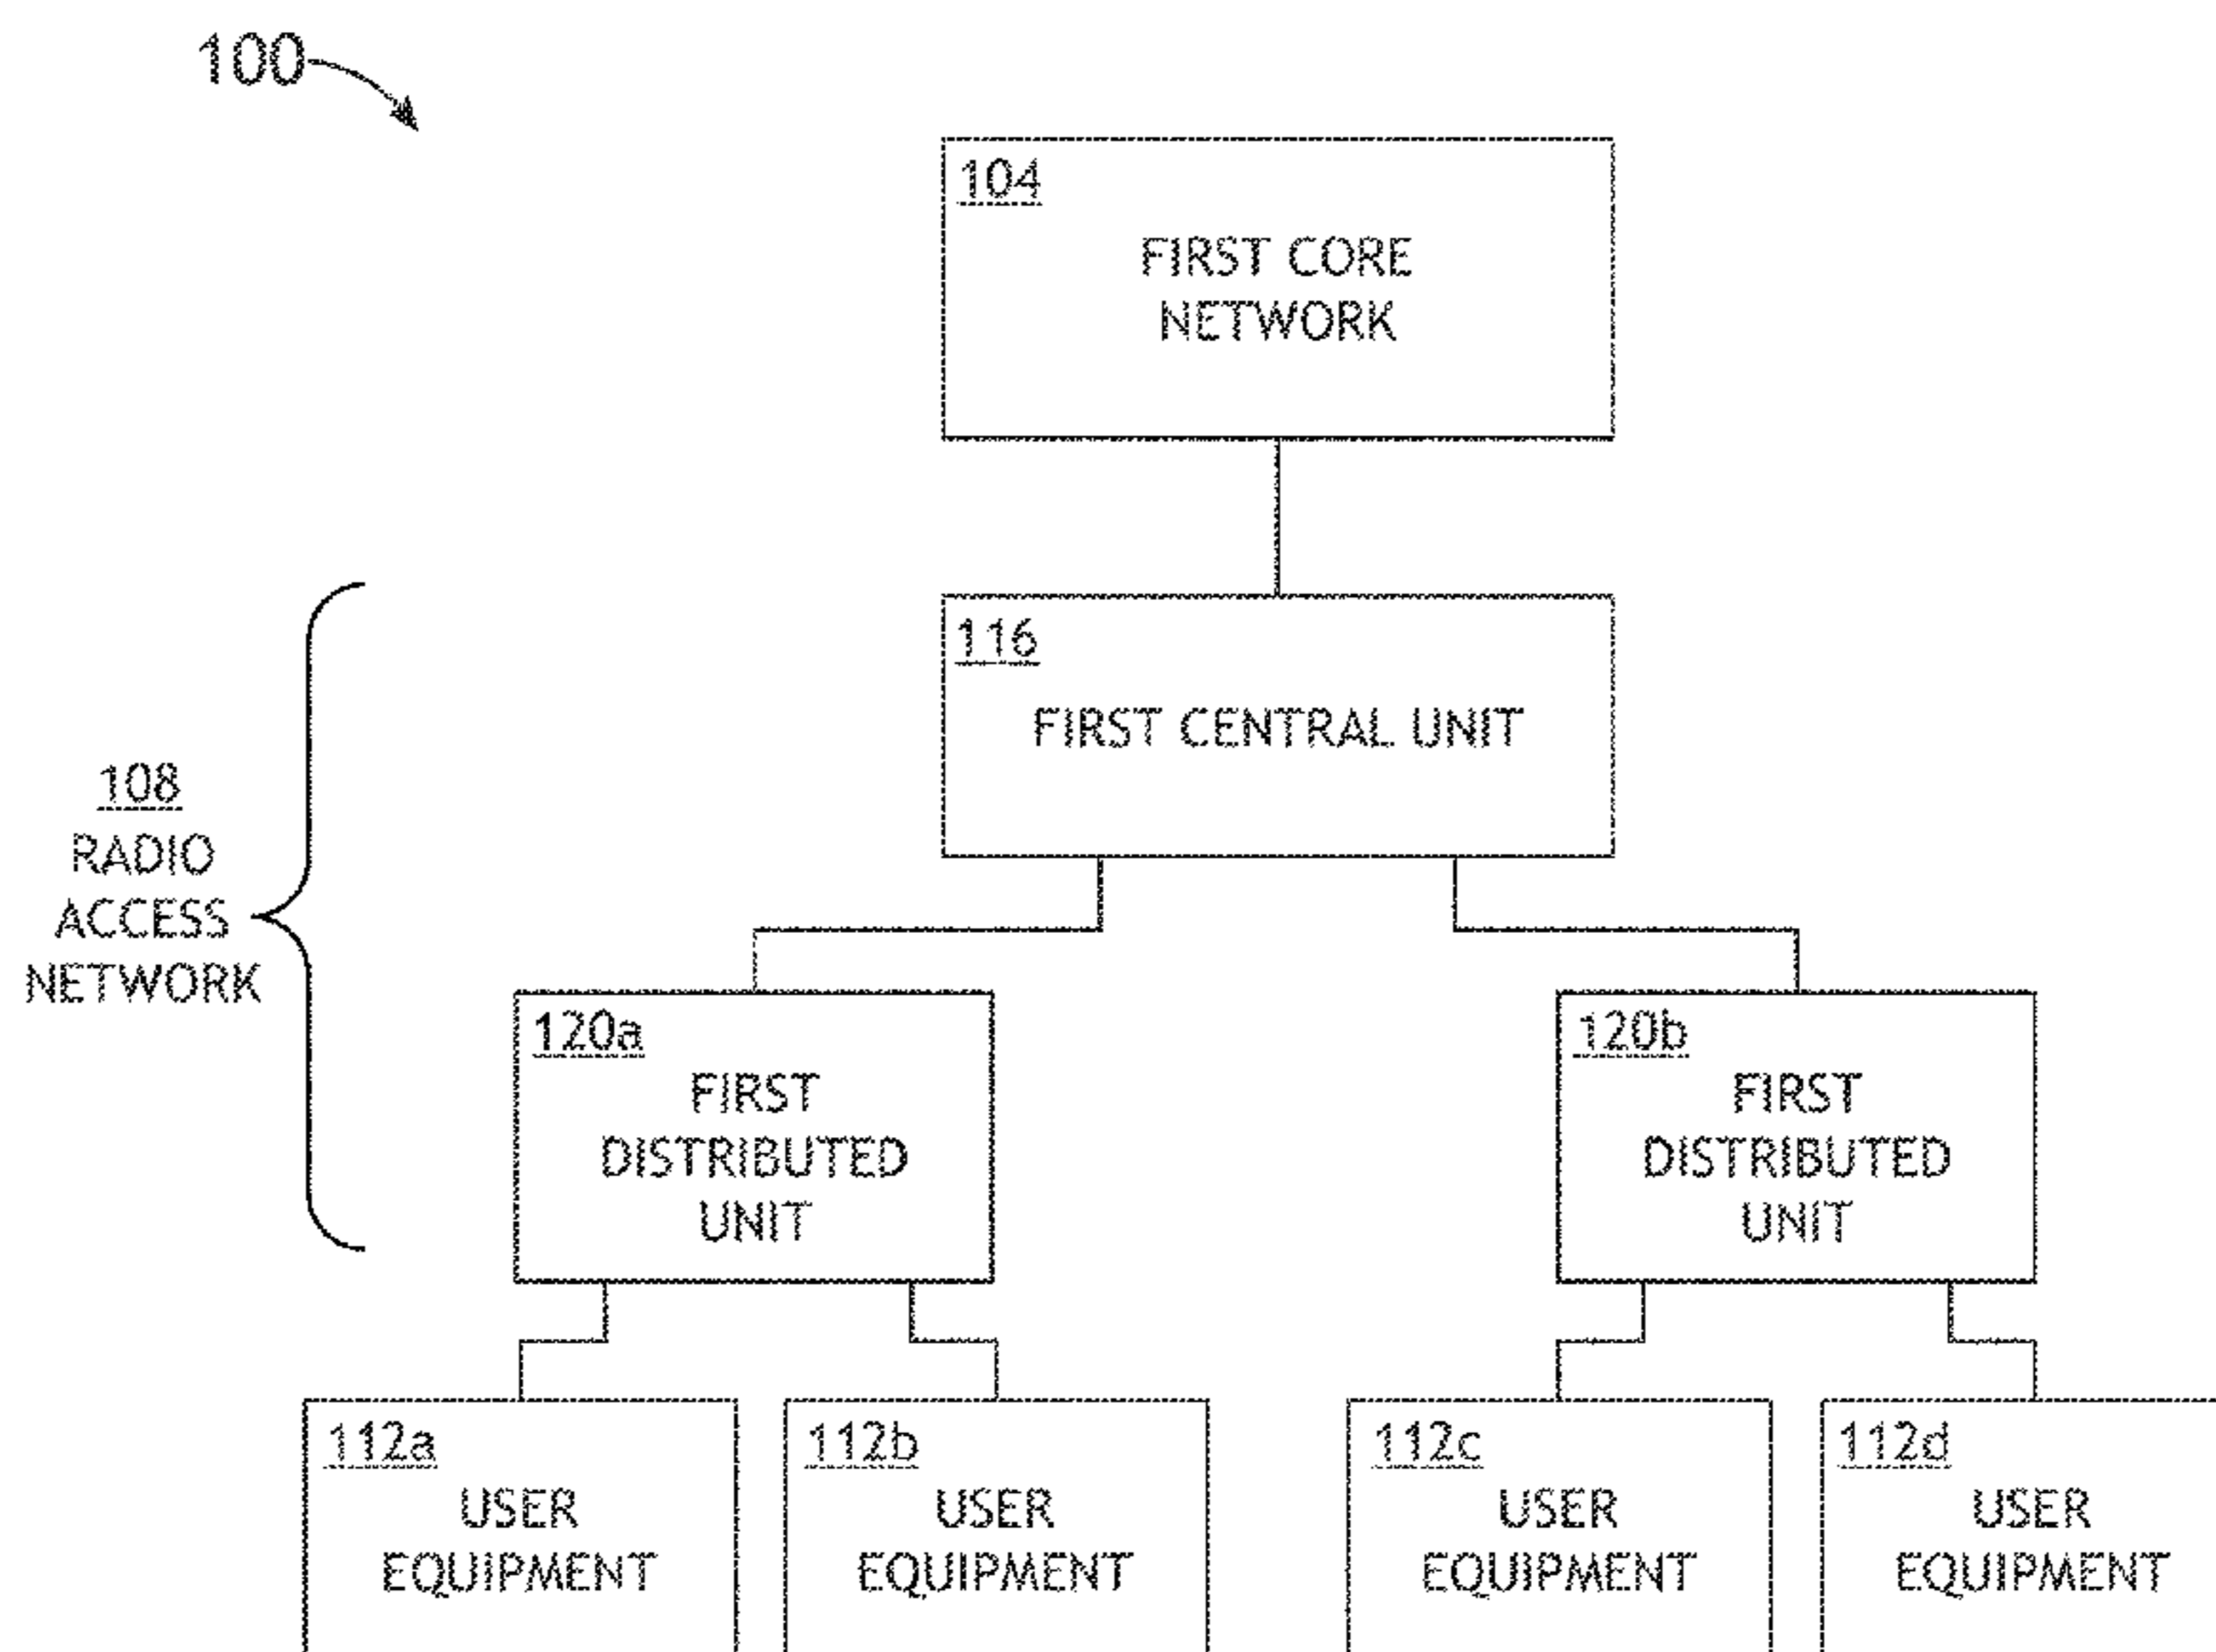 100
104
FIRST CORE
NETWORK
116
FIRST CENTRAL UNIT
108
RADIO
ACCESS
NETWORK
120a
FIRST
DISTRIBUTED
UNIT
120b
FIRST
DISTRIBUTED
UNIT
112a
USER
EQUIPMENT
112b
USER
EQUIPMENT
112c
USER
EQUIPMENT
112d
USER
EQUIPMENT